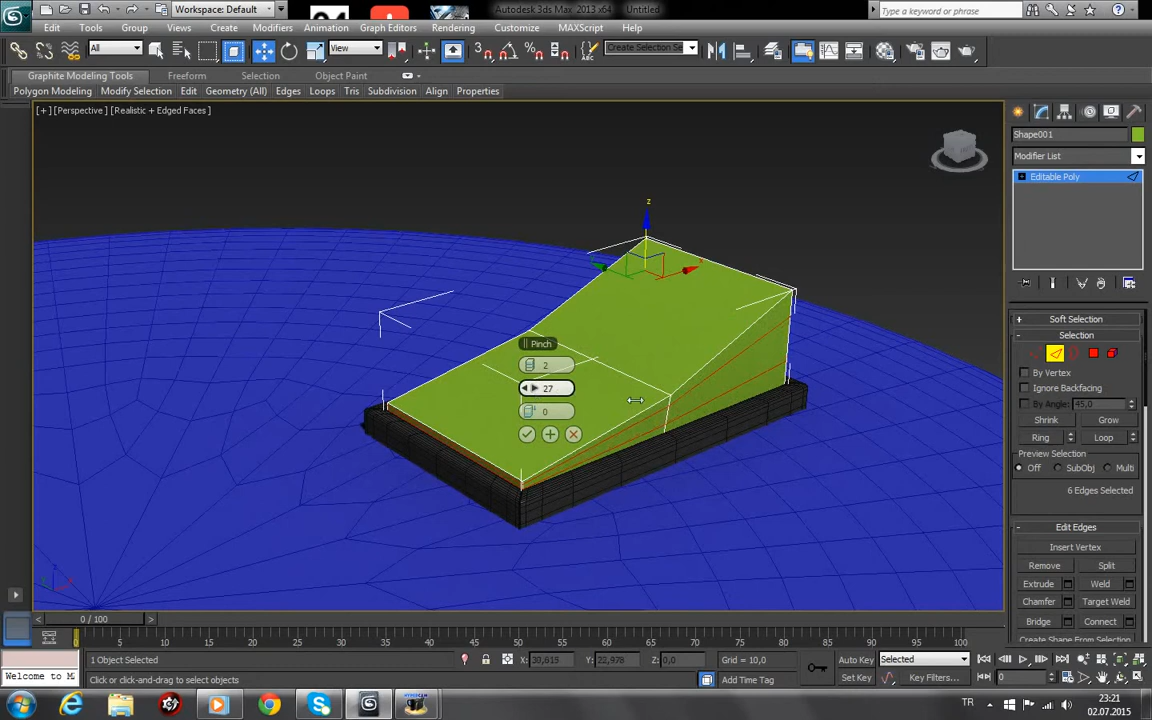 Workspace: Default
Autodesk 3ds Max 2013 x64 Untitled
Type a keyword or phrase
Edit Tools Group Views Create Modifiers Animation Graph Editors Rendering Customize MAXScript Help
All
View
Create Selection Se
Graphite Modeling Tools Freeform Selection Object Paint
Polygon Modeling Modify Selection Edit Geometry (All) Edges Loops Tris Subdivision Align Properties
[+] [Perspective] [Realistic + Edged Faces]
Shape001
Modifier List
Editable Poly
z
Pinch
2
27
0
Soft Selection
Selection
By Vertex
Ignore Backfacing
By Angle: 45,0
Shrink Grow
Ring Loop
Preview Selection
Off SubObj Multi
6 Edges Selected
Edit Edges
Insert Vertex
Remove Split
Extrude Weld
Chamfer Target Weld
Bridge Connect
Create Shape From Selection
0 / 100
0 5 10 15 20 25 30 35 40 45 50 55 60 65 70 75 80 85 90 95 100
1 Object Selected
X: 30,815 Y: 22,978 Z: 0,0 Grid = 10,0
Auto Key Selected
Welcome to M
Click or click-and-drag to select objects
Add Time Tag
Set Key Key Filters...
0
TR
23:21
02.07.2015